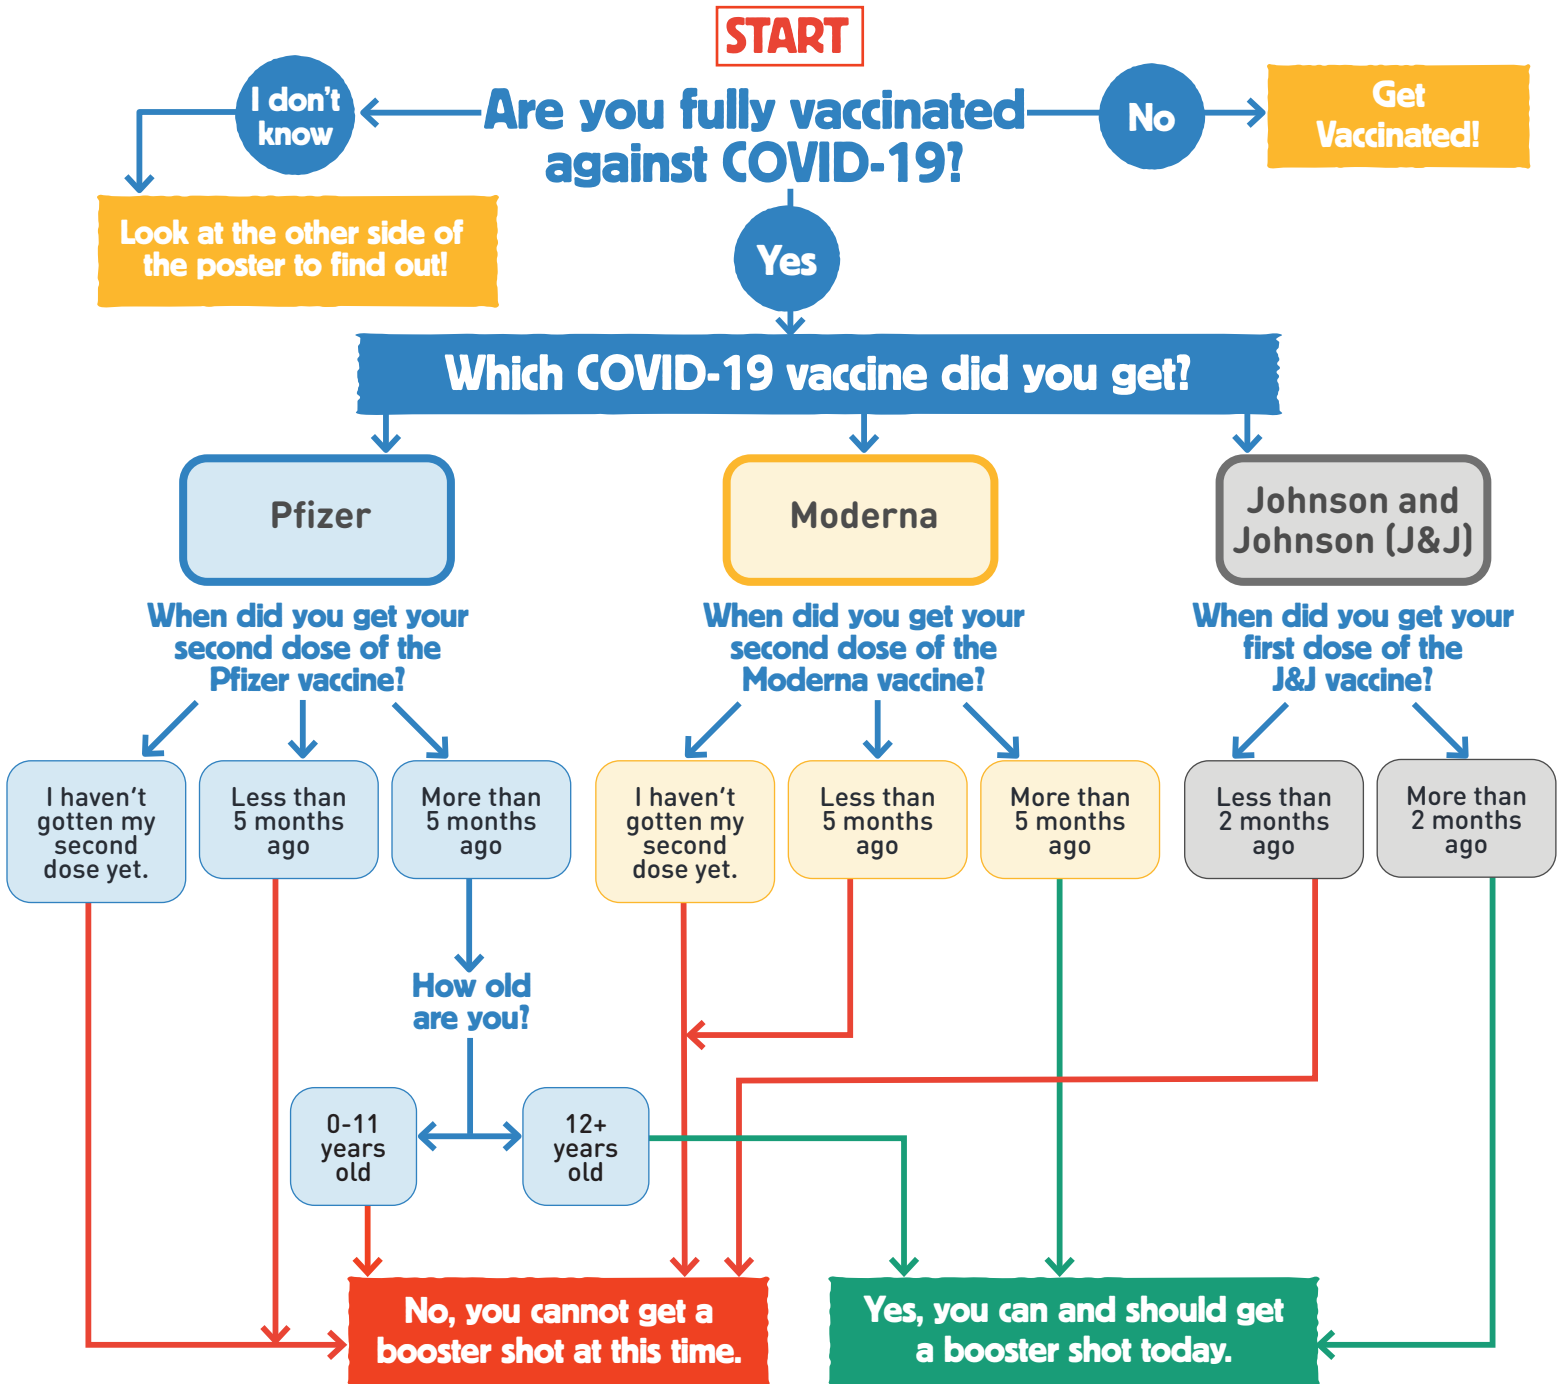 START
Are you fully vaccinated
against COVID-19?
I don't
know
No
Get
Vaccinated!
Look at the other side of
the poster to find out!
Yes
Which COVID-19 vaccine did you get?
Pfizer
Moderna
Johnson and
Johnson (J&J)
When did you get your
second dose of the
Pfizer vaccine?
When did you get your
second dose of the
Moderna vaccine?
When did you get your
first dose of the
J&J vaccine?
I haven't
gotten my
second
dose yet.
Less than
5 months
ago
More than
5 months
ago
I haven't
gotten my
second
dose yet.
Less than
5 months
ago
More than
5 months
ago
Less than
2 months
ago
More than
2 months
ago
How old
are you?
0-11
years
old
12+
years
old
No, you cannot get a
booster shot at this time.
Yes, you can and should get
a booster shot today.